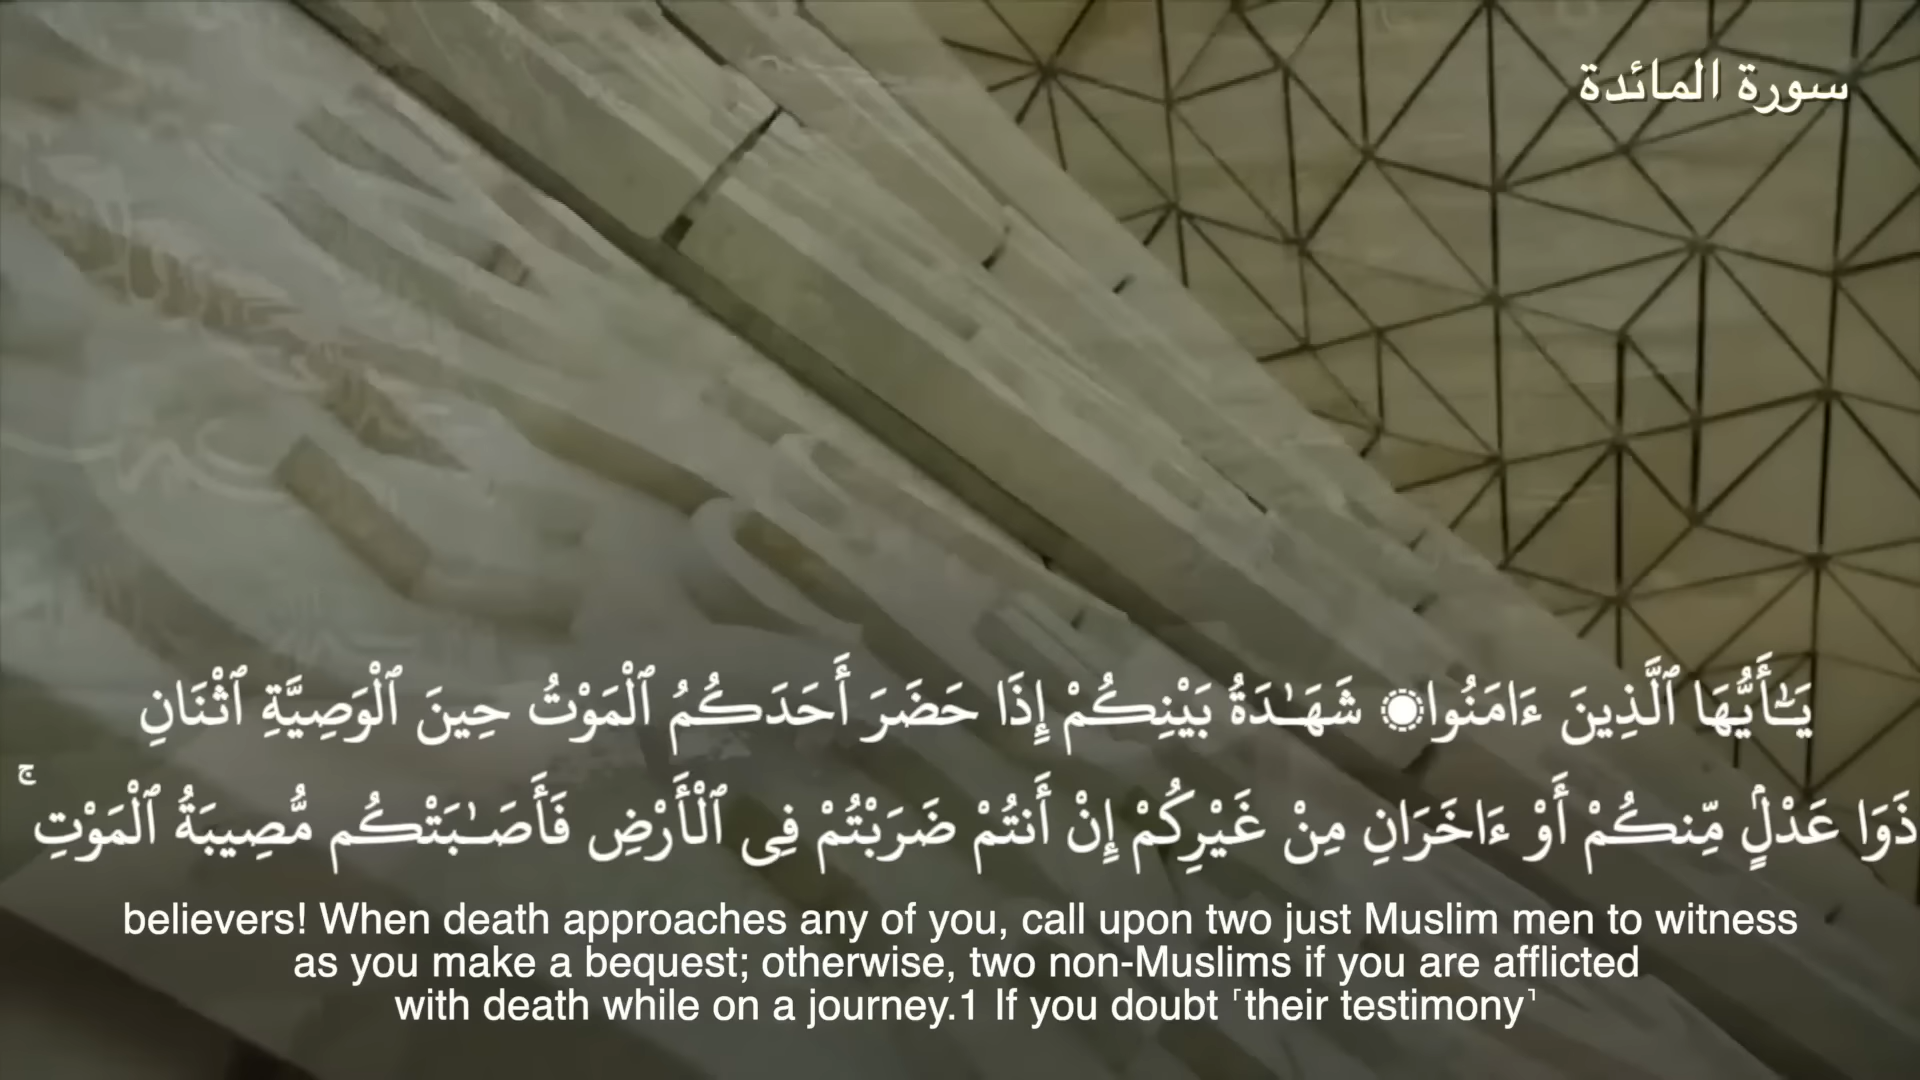 سورة المائدة
يَـٰٓأَيُّهَا ٱلَّذِينَ ءَامَنُوا۟ شَهَـٰدَةُ بَيْنِكُمْ إِذَا حَضَرَ أَحَدَكُمُ ٱلْمَوْتُ حِينَ ٱلْوَصِيَّةِ ٱثْنَانِ
ذَوَا عَدْلٍۢ مِّنكُمْ أَوْ ءَاخَرَانِ مِنْ غَيْرِكُمْ إِنْ أَنتُمْ ضَرَبْتُمْ فِى ٱلْأَرْضِ فَأَصَـٰبَتْكُم مُّصِيبَةُ ٱلْمَوْتِ ۚ
believers! When death approaches any of you, call upon two just Muslim men to witness
as you make a bequest; otherwise, two non-Muslims if you are afflicted
with death while on a journey.1 If you doubt ˹their testimony˺